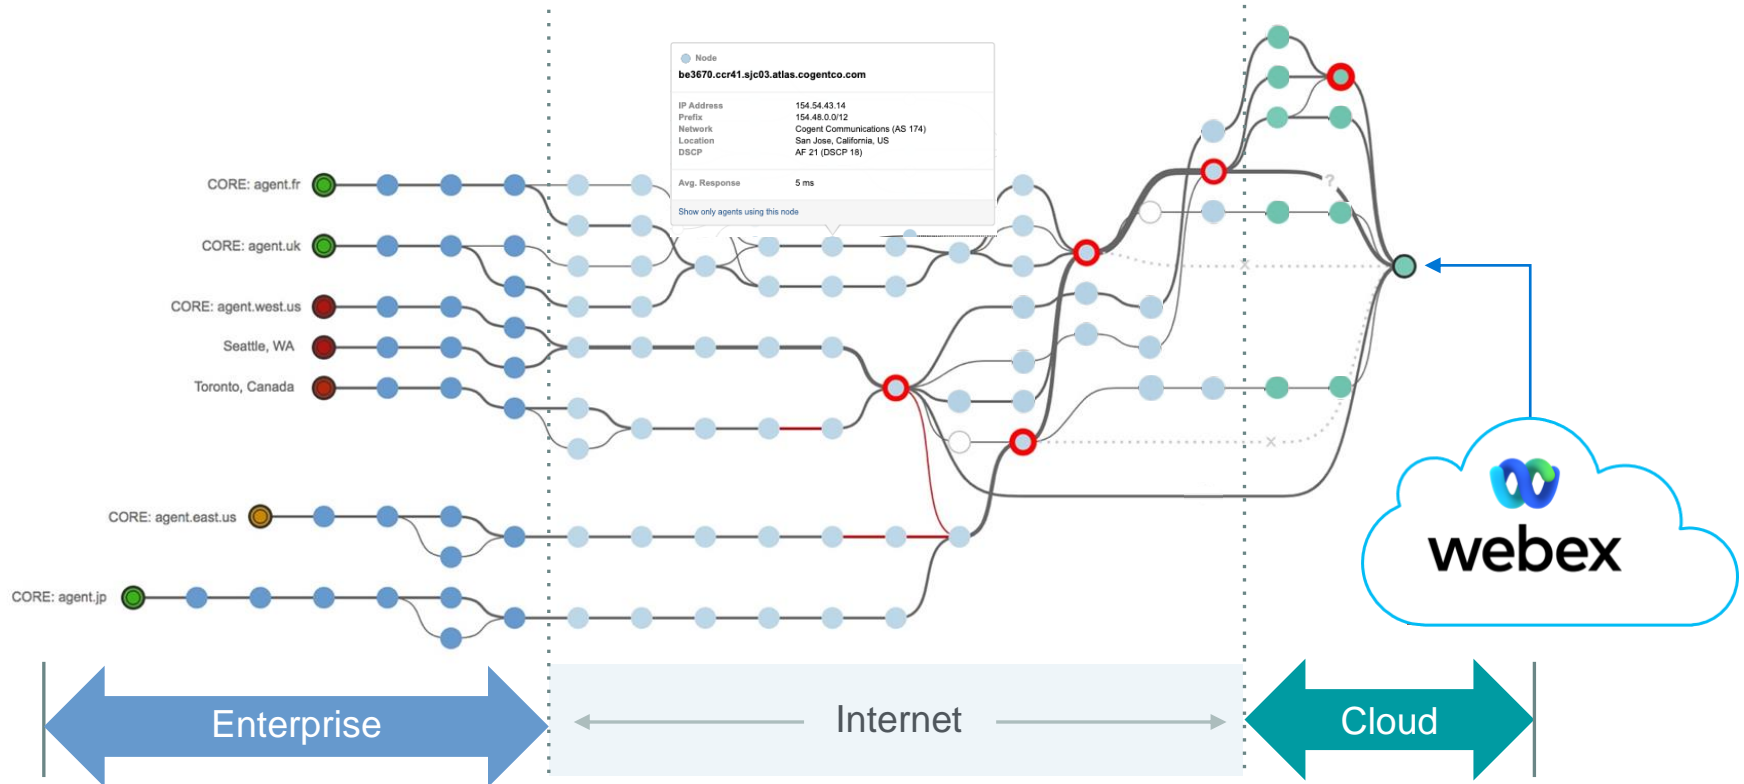 Node
be3670.ccr41.sjc03.atlas.cogentco.com
IP Address 154.54.43.14
Prefix 154.48.0.0/12
Network Cogent Communications (AS 174)
Location San Jose, California, US
DSCP AF 21 (DSCP 18)
Avg. Response 5 ms
Show only agents using this node
CORE: agent.fr
?
CORE: agent.uk
x
CORE: agent.west.us
Seattle, WA
Toronto, Canada
x
CORE: agent.east.us
webex
CORE: agent.jp
Enterprise
Internet
Cloud